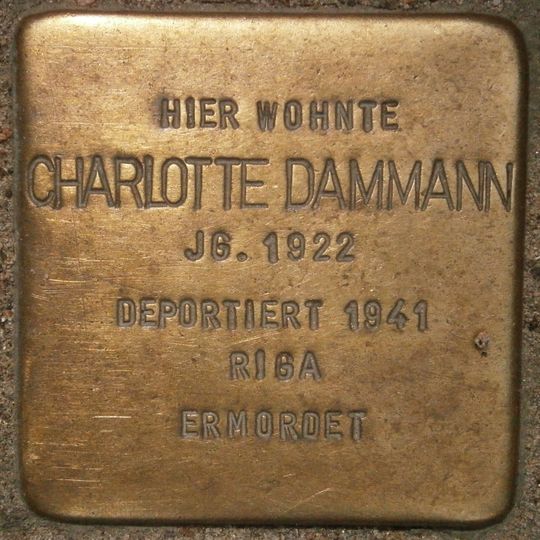 HIER WOHNTE
CHARLOTTE DAMMANN
JG. 1922
DEPORTIERT 1941
RIGA
ERMORDET